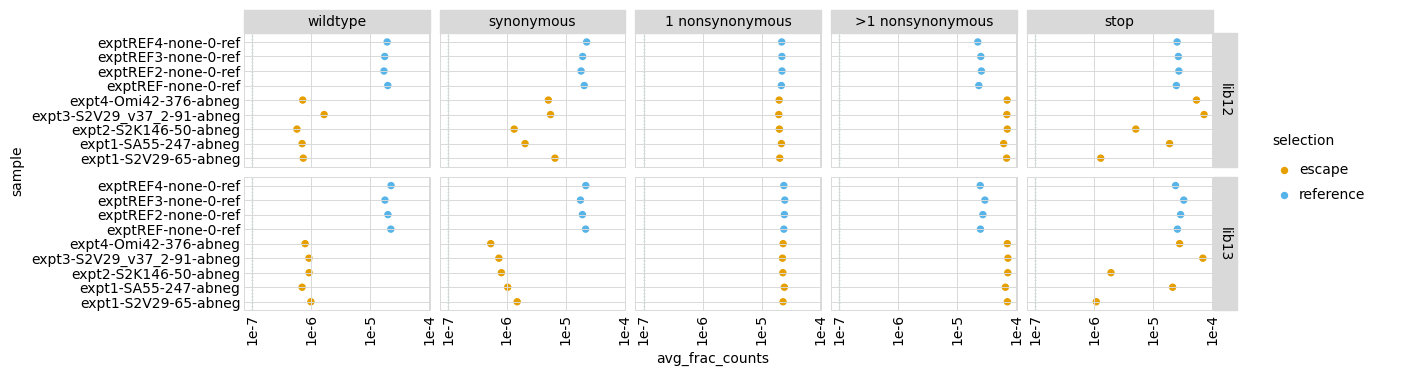 wildtype synonymous 1 nonsynonymous >1 nonsynonymous stop
exptREF4-none-0-ref
exptREF3-none-0-ref
exptREF2-none-0-ref
exptREF-none-0-ref
expt4-Omi42-376-abneg
expt3-S2V29_v37_2-91-abneg
expt2-S2K146-50-abneg
expt1-SA55-247-abneg
expt1-S2V29-65-abneg
lib12
exptREF4-none-0-ref
exptREF3-none-0-ref
exptREF2-none-0-ref
exptREF-none-0-ref
expt4-Omi42-376-abneg
expt3-S2V29_v37_2-91-abneg
expt2-S2K146-50-abneg
expt1-SA55-247-abneg
expt1-S2V29-65-abneg
lib13
sample
1e-7 1e-6 1e-5 1e-4 1e-7 1e-6 1e-5 1e-4 1e-7 1e-6 1e-5 1e-4 1e-7 1e-6 1e-5 1e-4 1e-7 1e-6 1e-5 1e-4
avg_frac_counts
selection
escape
reference